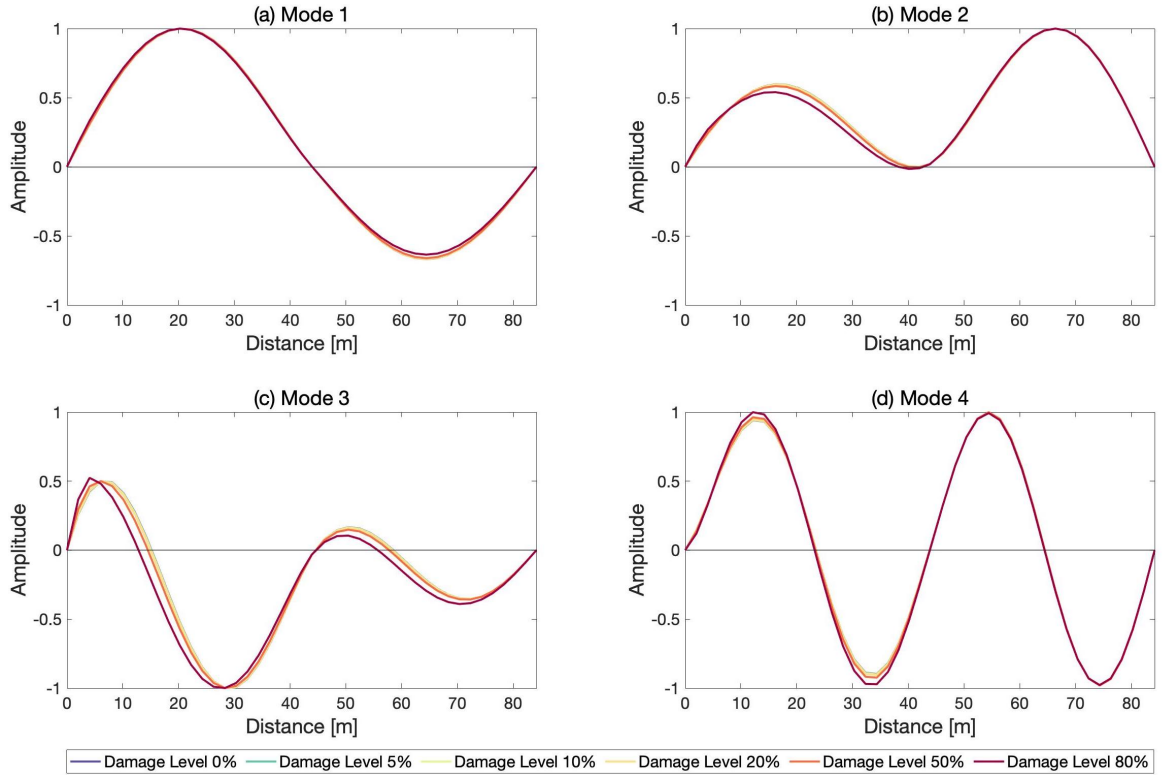 (a) Mode 1
1
0.5
0
-0.5
-1
Amplitude
0 10 20 30 40 50 60 70 80
Distance [m]
(b) Mode 2
1
0.5
0
-0.5
-1
Amplitude
0 10 20 30 40 50 60 70 80
Distance [m]
(c) Mode 3
1
0.5
0
-0.5
-1
Amplitude
0 10 20 30 40 50 60 70 80
Distance [m]
(d) Mode 4
1
0.5
0
-0.5
-1
Amplitude
0 10 20 30 40 50 60 70 80
Distance [m]
Damage Level 0% Damage Level 5% Damage Level 10% Damage Level 20% Damage Level 50% Damage Level 80%